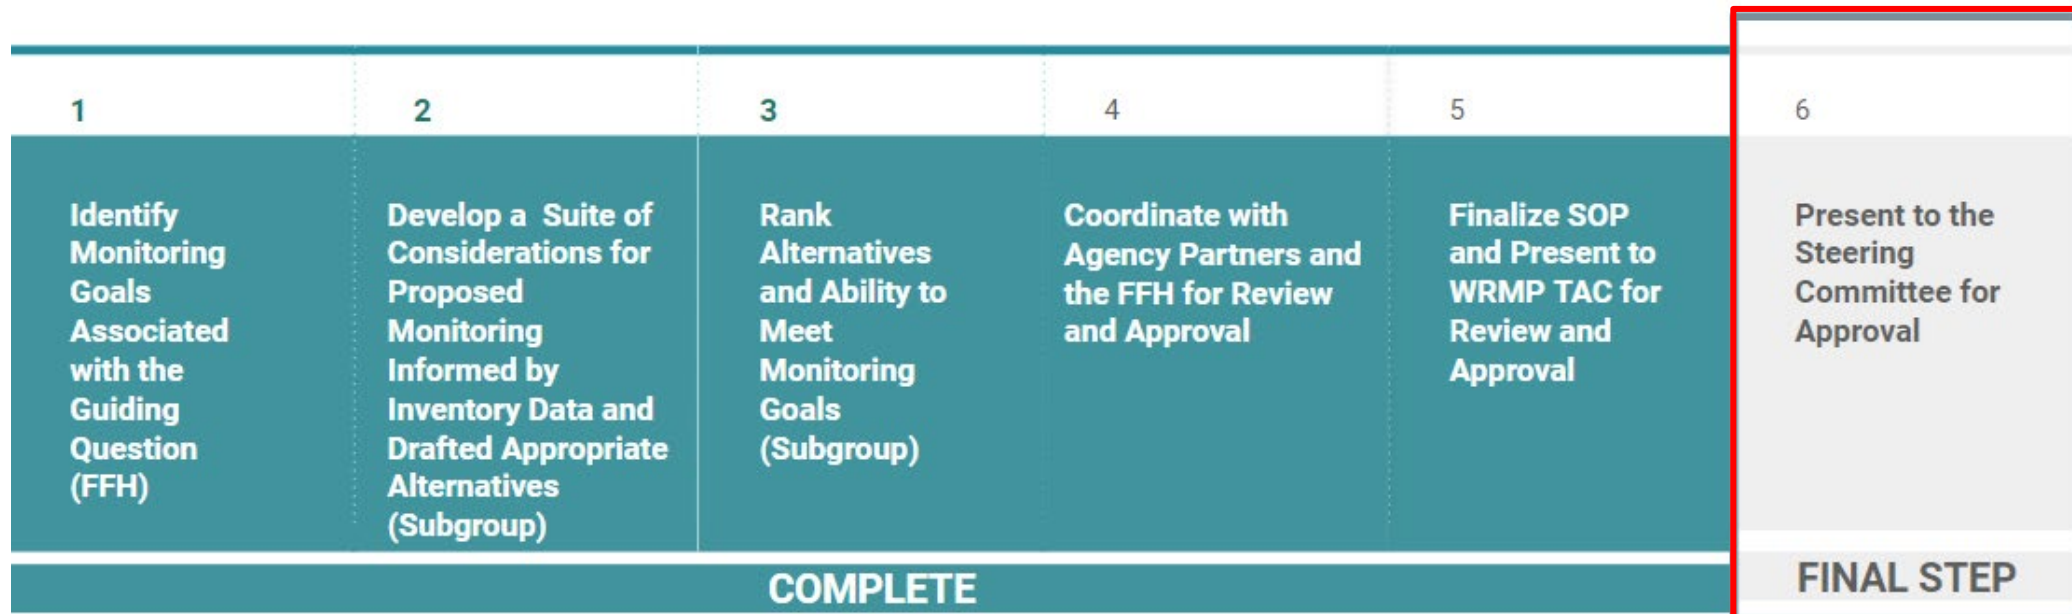 1
2
3
4
5
6
Identify
Monitoring
Goals
Associated
with the
Guiding
Question
(FFH)
Develop a  Suite of
Considerations for
Proposed
Monitoring
Informed by
Inventory Data and
Drafted Appropriate
Alternatives
(Subgroup)
Rank
Alternatives
and Ability to
Meet
Monitoring
Goals
(Subgroup)
Coordinate with
Agency Partners and
the FFH for Review
and Approval
Finalize SOP
and Present to
WRMP TAC for
Review and
Approval
Present to the
Steering
Committee for
Approval
COMPLETE
FINAL STEP